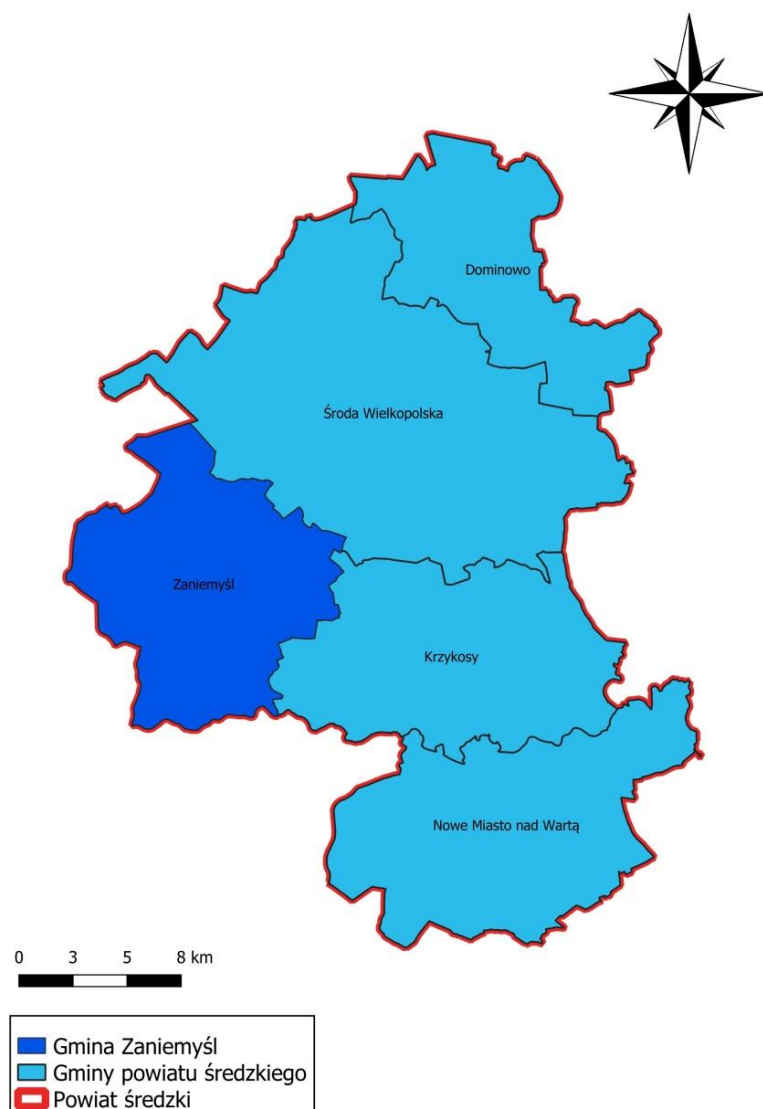 Dominowo
Środa Wielkopolska
Zaniemyśl
Krzykosy
Nowe Miasto nad Wartą
0 3 5 8 km
Gmina Zaniemyśl
Gminy powiatu średzkiego
Powiat średzki